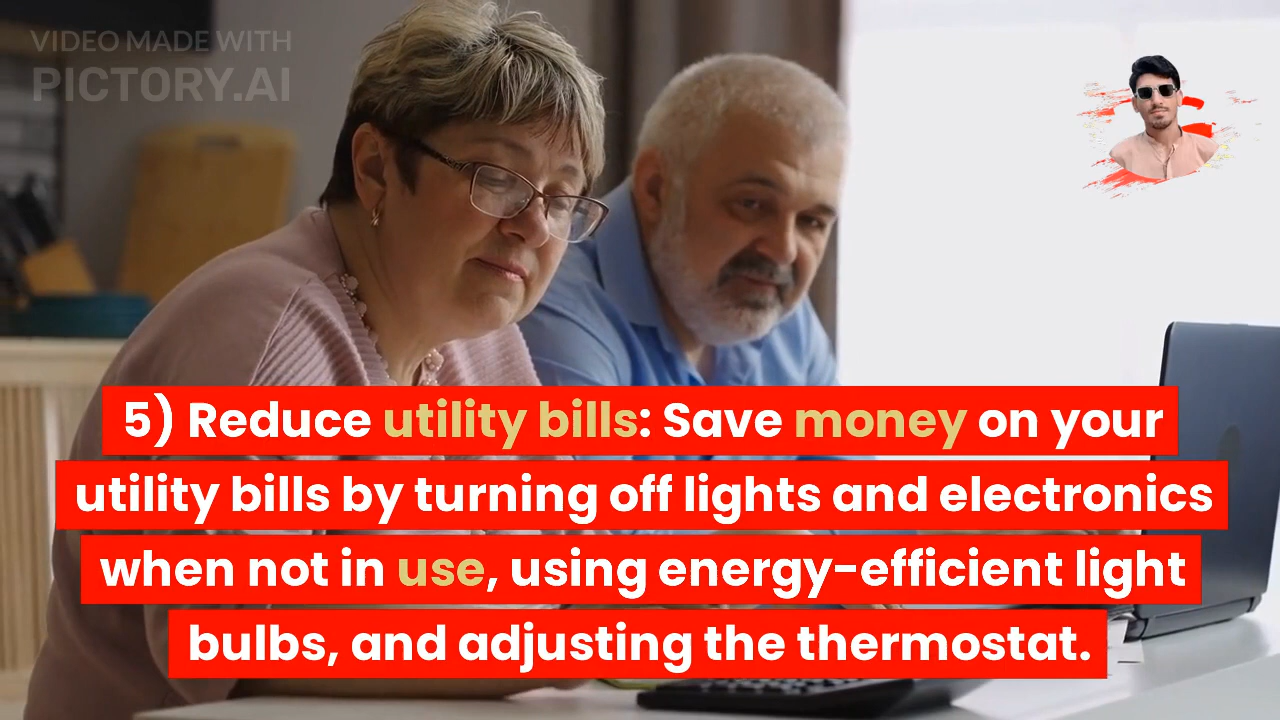 VIDEO MADE WITH
PICTORY.AI
5) Reduce utility bills: Save money on your
utility bills by turning off lights and electronics
when not in use, using energy-efficient light
bulbs, and adjusting the thermostat.